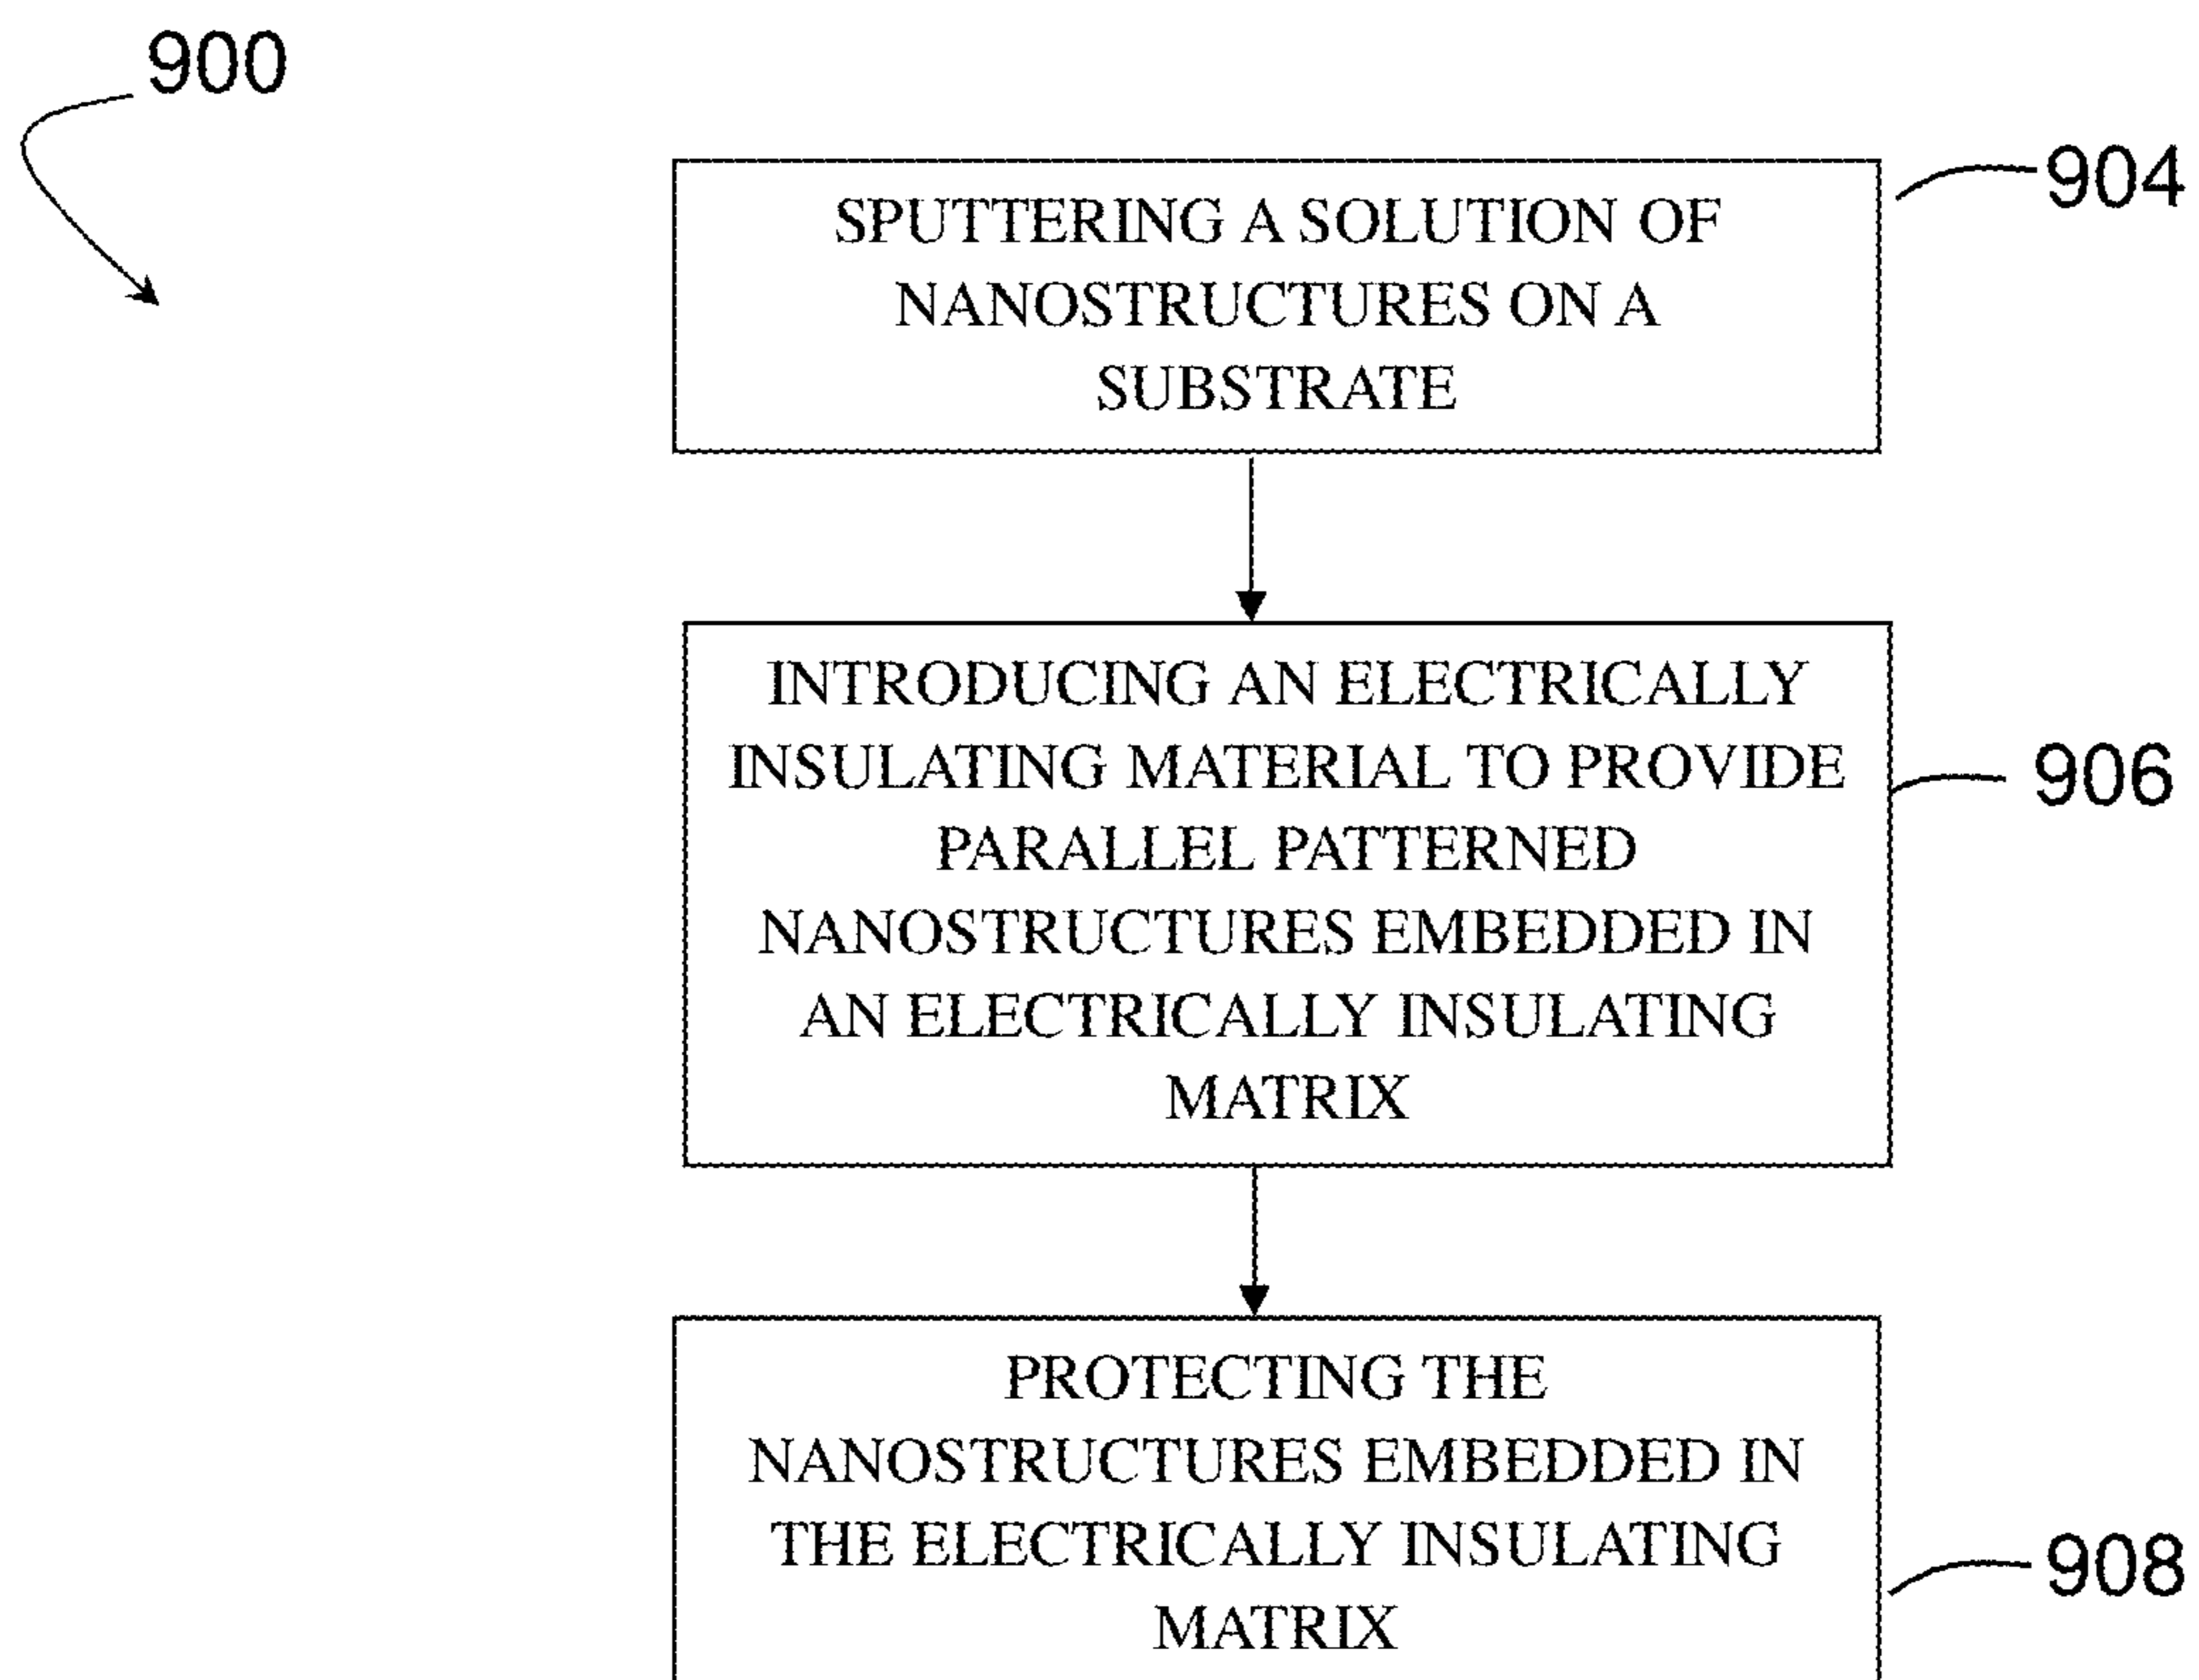 900
904
SPUTTERING A SOLUTION OF
NANOSTRUCTURES ON A
SUBSTRATE
INTRODUCING AN ELECTRICALLY
INSULATING MATERIAL TO PROVIDE
906
PARALLEL PATTERNED
NANOSTRUCTURES EMBEDDED IN
AN ELECTRICALLY INSULATING
MATRIX
PROTECTING THE
NANOSTRUCTURES EMBEDDED IN
THE ELECTRICALLY INSULATING
908
MATRIX